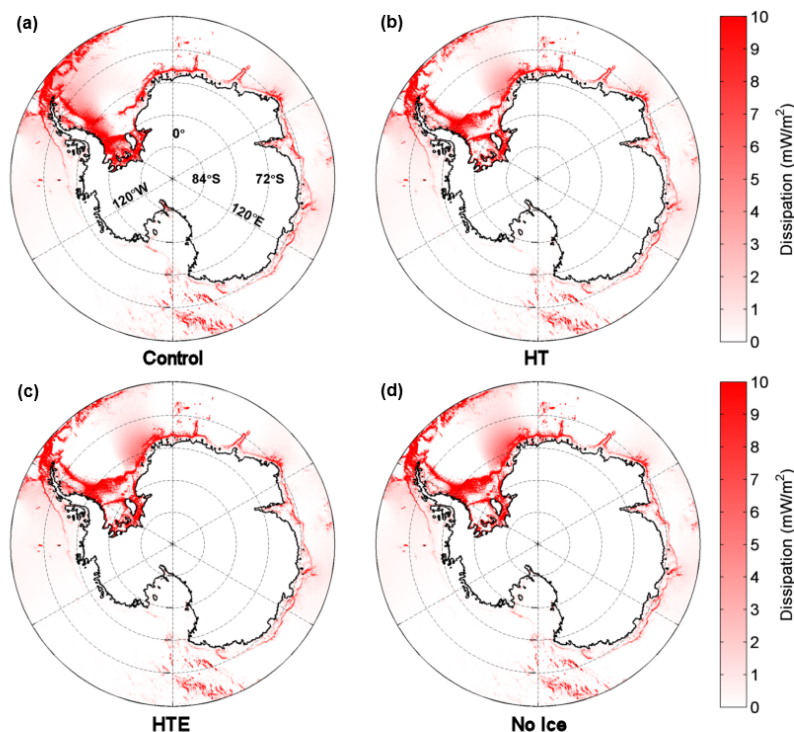 (a)
(b)
0°
84°S
72°S
120°W
120°E
Control
HT
10
9
8
7
6
5
4
3
2
1
0
Dissipation (mW/m²)
(c)
(d)
HTE
No Ice
10
9
8
7
6
5
4
3
2
1
0
Dissipation (mW/m²)